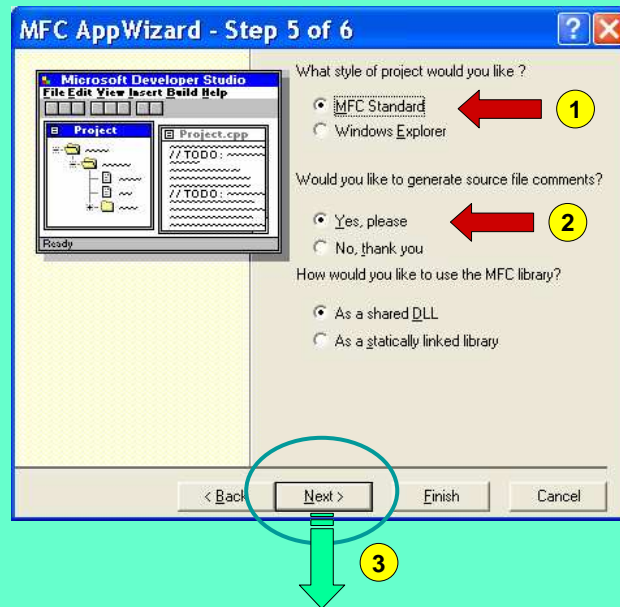 MFC AppWizard - Step 5 of 6
Microsoft Developer Studio
File Edit View Insert Build Help
Project
Project.cpp
//TODO:
//TODO:
Ready
What style of project would you like ?
MFC Standard
1
Windows Explorer
Would you like to generate source file comments?
Yes, please
2
No, thank you
How would you like to use the MFC library?
As a shared DLL
As a statically linked library
< Back
Next >
Finish
Cancel
3